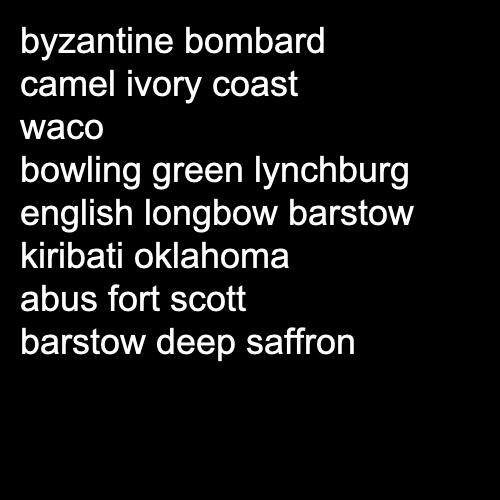 byzantine bombard
camel ivory coast
waco
bowling green lynchburg
english longbow barstow
kiribati oklahoma
abus fort scott
barstow deep saffron